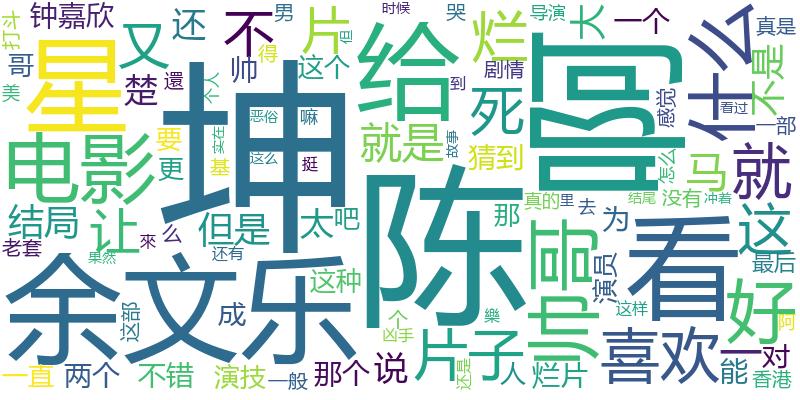 钟嘉欣
还
男
哭
时候
导演
大
一个
真是
打斗
哥
又
不
片
得
但
烂
什么
星
帅
这个
给
剧情
到
啊
感觉
不是
美
楚
還
个人
坤
死
看过
一部
电影
要
恶俗
嘛
就是
猜到
故事
马
就
更
实在
基
这么
挺
怎么
结局
让
但是
太
吧
陈
那
真的
里
去
没有
结尾
冲着
老套
來
么
果然
还有
帅哥
为
看
这
最后
余文乐
这部
成
这种
个
凶手
樂
演员
这样
好
阿
片子
喜欢
一对
一直
两个
不错
演技
一般
那个
说
还是
人
烂片
能
香港